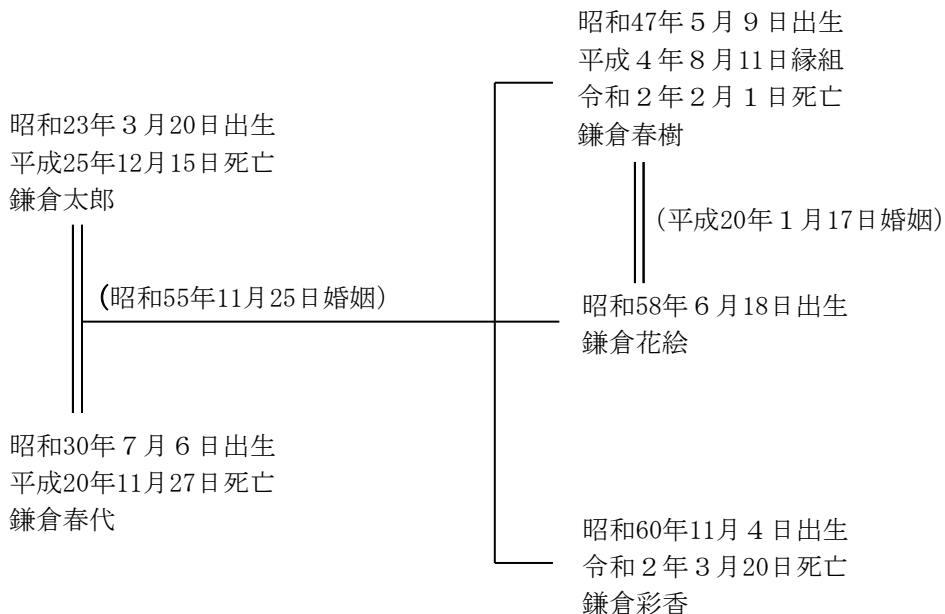 昭和47年５月９日出生
平成４年８月11日縁組
令和２年２月１日死亡
鎌倉春樹
昭和23年３月20日出生
平成25年12月15日死亡
鎌倉太郎
（平成20年１月17日婚姻）
（昭和55年11月25日婚姻）
昭和58年６月18日出生
鎌倉花絵
昭和30年７月６日出生
平成20年11月27日死亡
鎌倉春代
昭和60年11月４日出生
令和２年３月20日死亡
鎌倉彩香